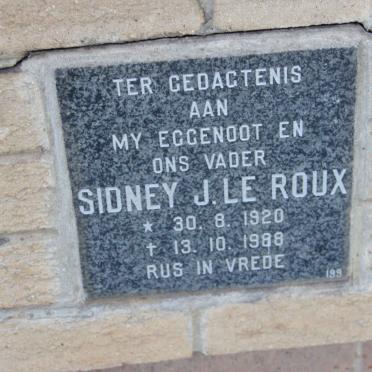 TER GEDAGTENIS
AAN
MY EGGENOOT EN
ONS VADER
SIDNEY J. LE ROUX
* 30. 8. 1920
† 13. 10. 1988
RUS IN VREDE
199